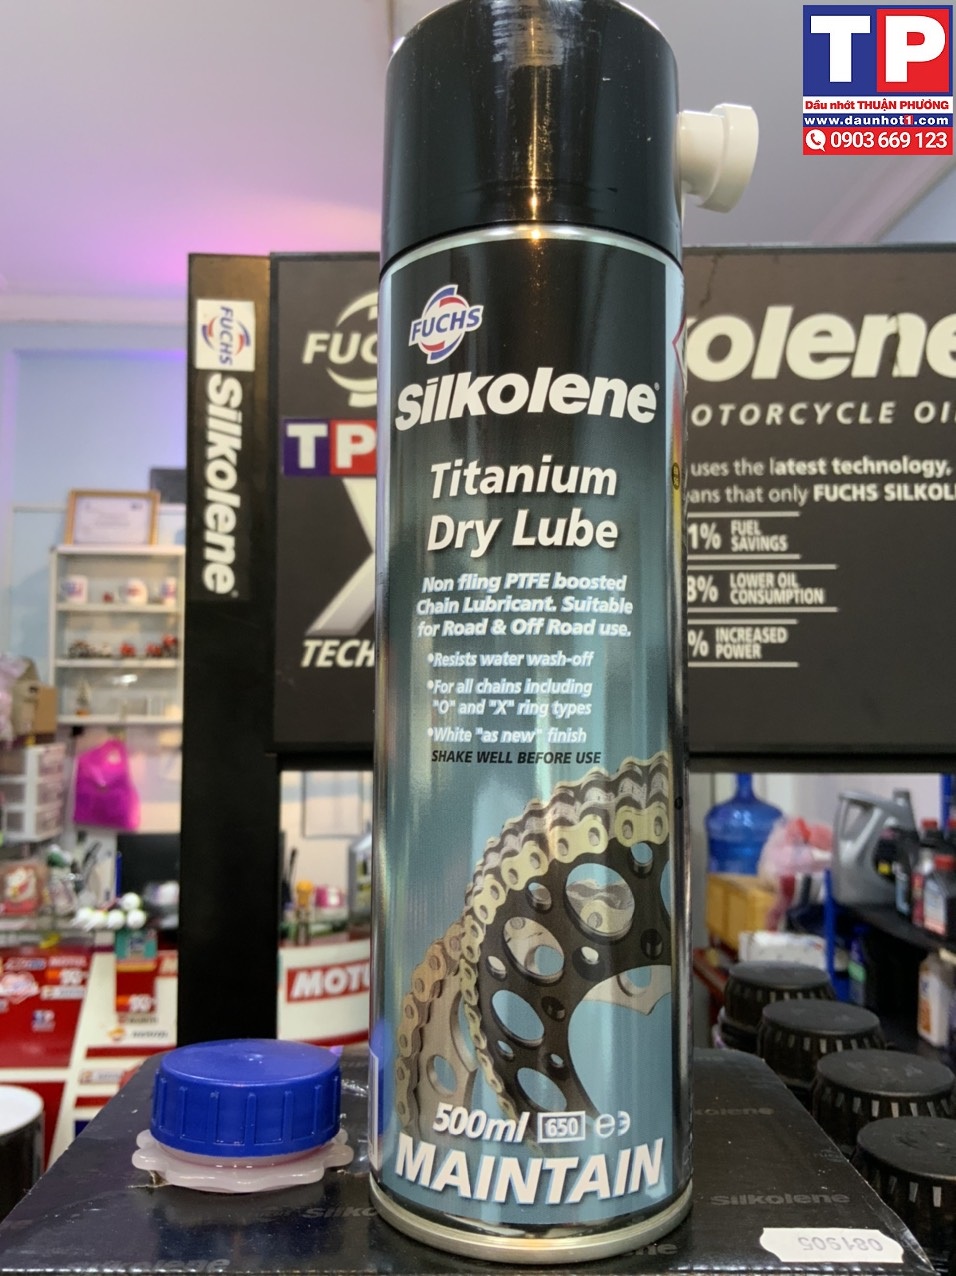 TP
Dầu nhớt THUẬN PHƯƠNG
www.daunhot1.com
0903 669 123
FUCHS
Silkolene
Titanium
Dry Lube
Non fling PTFE boosted
Chain Lubricant. Suitable
for Road & Off Road use.
•Resists water wash-off
•For all chains including
"O" and "X" ring types
•White "as new" finish
SHAKE WELL BEFORE USE
500ml 650 e
MAINTAIN
FUCHS
Silkolene
FUC
TP
X
TECH
kolene
OTORCYCLE OI
uses the latest technology,
ans that only FUCHS SILKOL
1% FUEL
SAVINGS
8% LOWER OIL
CONSUMPTION
% INCREASED
POWER
MOTU
TP
Silkolene
081905